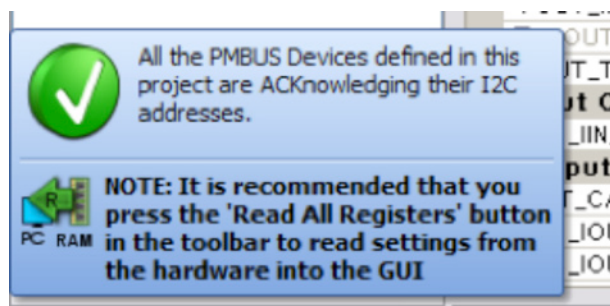 All the PMBUS Devices defined in this
project are ACKnowledging their I2C
addresses.
R
PC RAM
NOTE: It is recommended that you
press the 'Read All Registers' button
in the toolbar to read settings from
the hardware into the GUI
_IIN